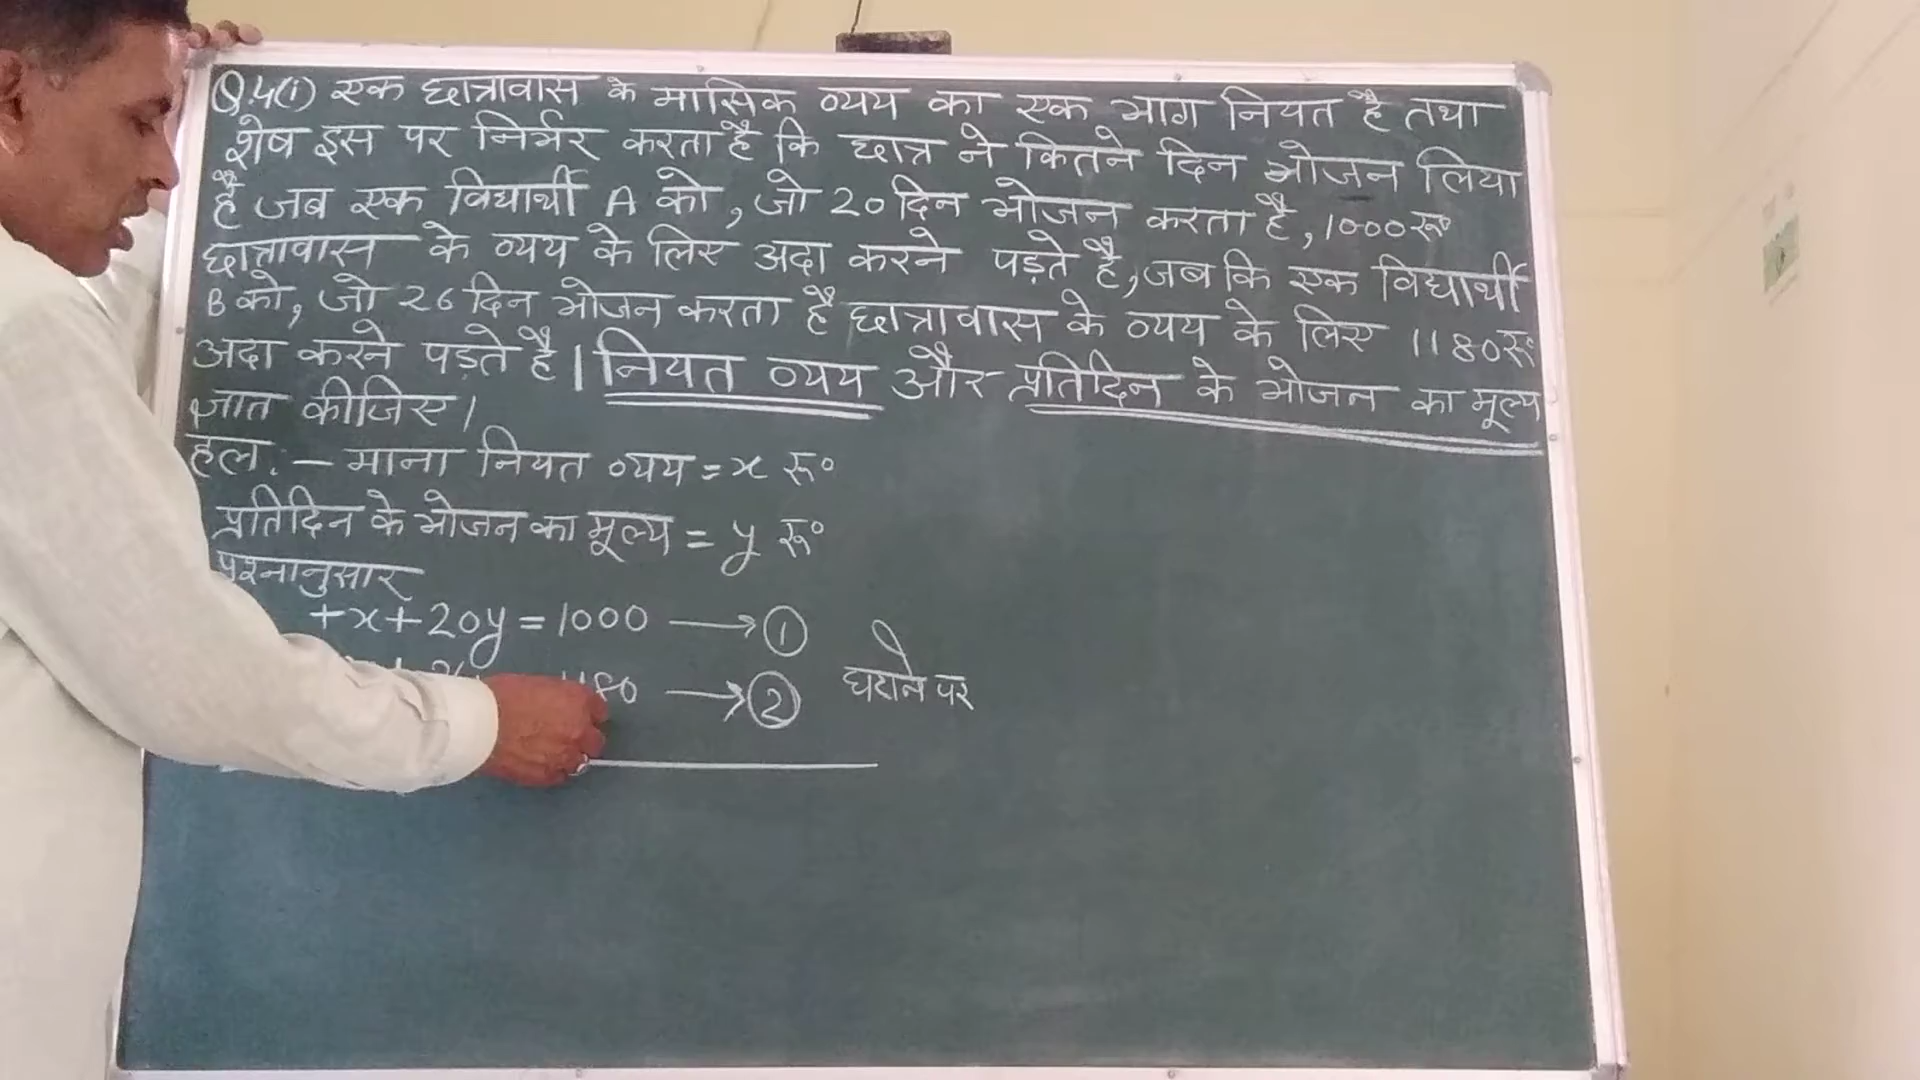 Q.4(i) एक छात्रावास के मासिक व्यय का एक भाग नियत है तथा
शेष इस पर निर्भर करता है कि छात्र ने कितने दिन भोजन लिया
है जब एक विद्यार्थी A को, जो 20 दिन भोजन करता है, 1000 रू०
छात्रावास के व्यय के लिए अदा करने पड़ते है, जब कि एक विद्यार्थी
B को, जो 26 दिन भोजन करता है छात्रावास के व्यय के लिए 1180 रू०
अदा करने पड़ते है। नियत व्यय और प्रतिदिन के भोजन का मूल्य
ज्ञात कीजिए।
हल:- माना नियत व्यय = x रू०
प्रतिदिन के भोजन का मूल्य = y रू०
प्रश्नानुसार
+x+20y=1000 → ①
1180 → ② घटाने पर